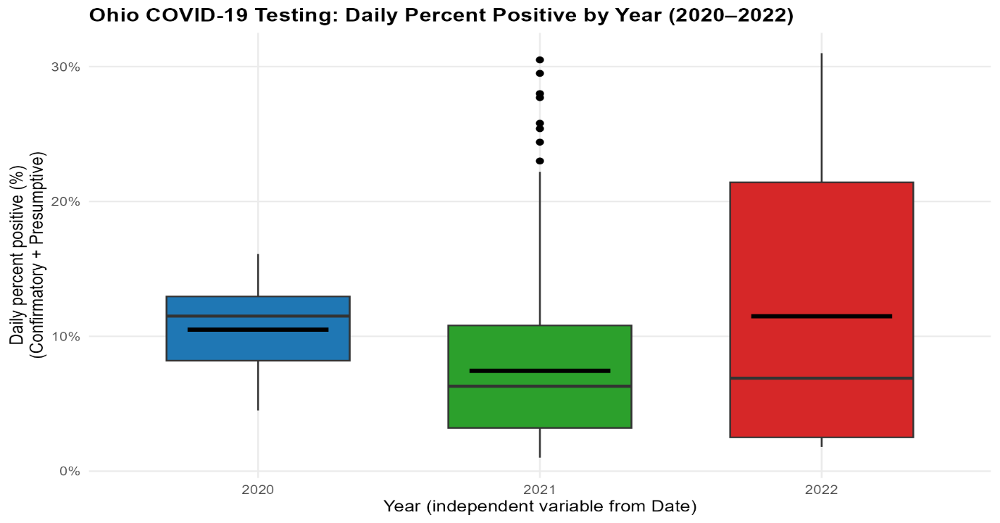 Ohio COVID-19 Testing: Daily Percent Positive by Year (2020–2022)
Daily percent positive (%)
(Confirmatory + Presumptive)
30%
20%
10%
0%
2020
2021
2022
Year (independent variable from Date)